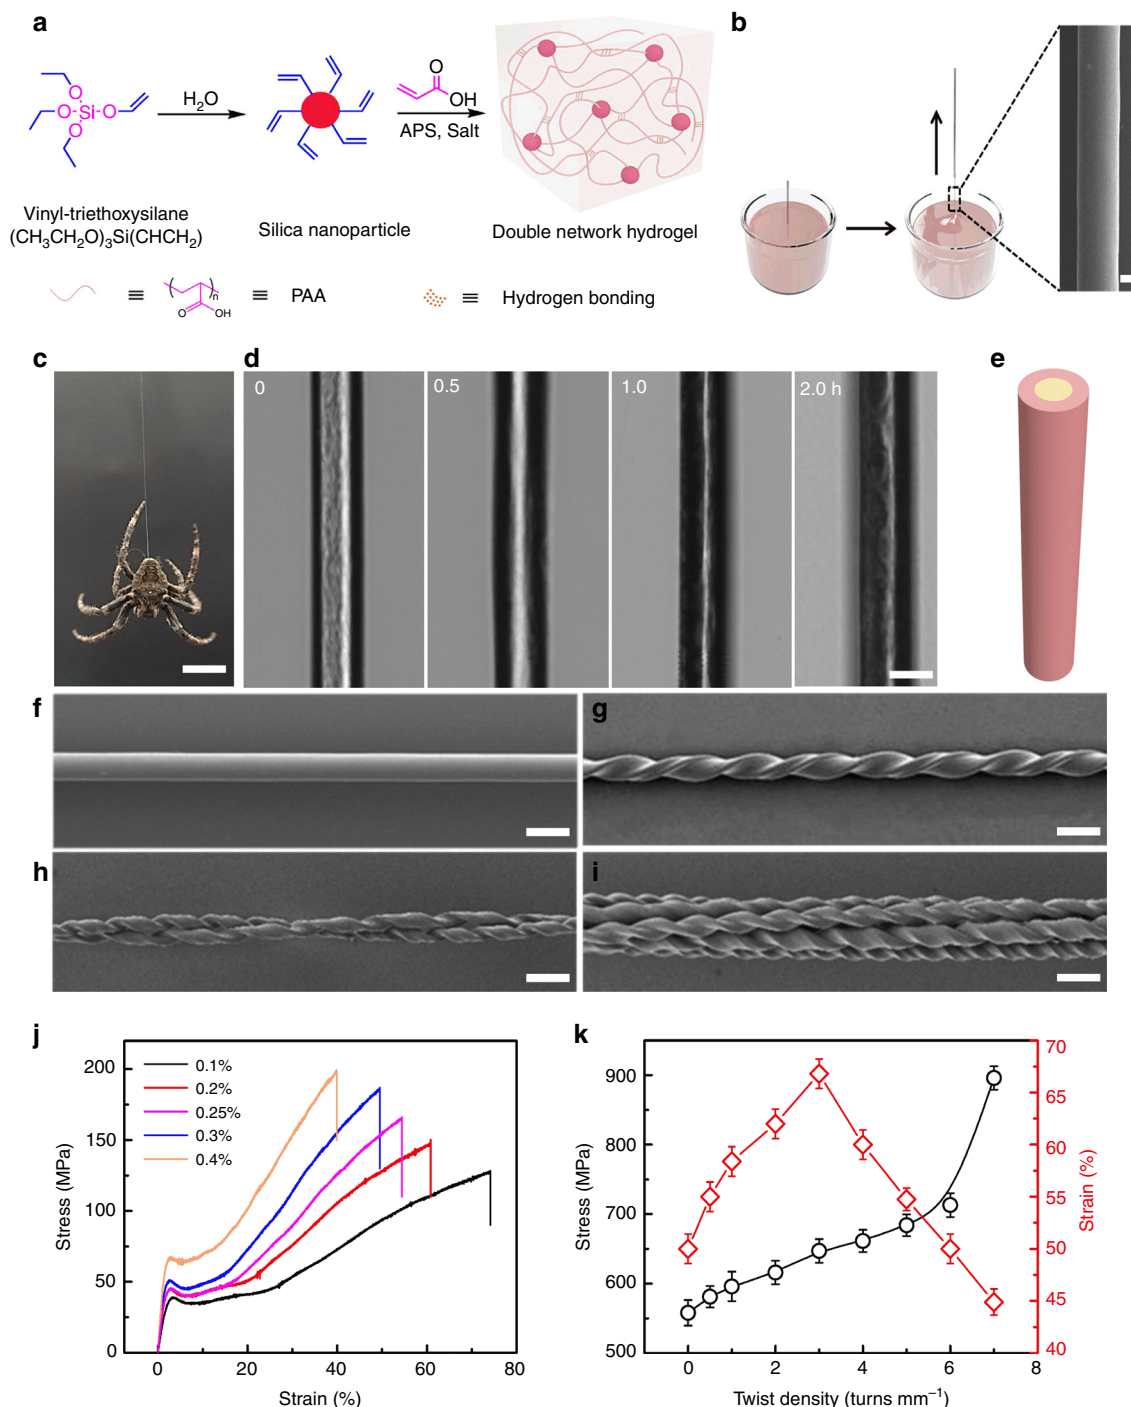 a
O
O
Si
O
O
H2O
O
OH
APS, Salt
Vinyl-triethoxysilane
(CH3CH2O)3Si(CHCH2)
Silica nanoparticle
Double network hydrogel
≡
n
O
OH
≡
PAA
≡
Hydrogen bonding
b
c
d
0
0.5
1.0
2.0 h
e
f
g
h
i
j
Stress (MPa)
200
150
100
50
0
0.1%
0.2%
0.25%
0.3%
0.4%
0 20 40 60 80
Strain (%)
k
Stress (MPa)
900
800
700
600
500
70
65
60
55
50
45
40
Strain (%)
0 2 4 6 8
Twist density (turns mm–1)